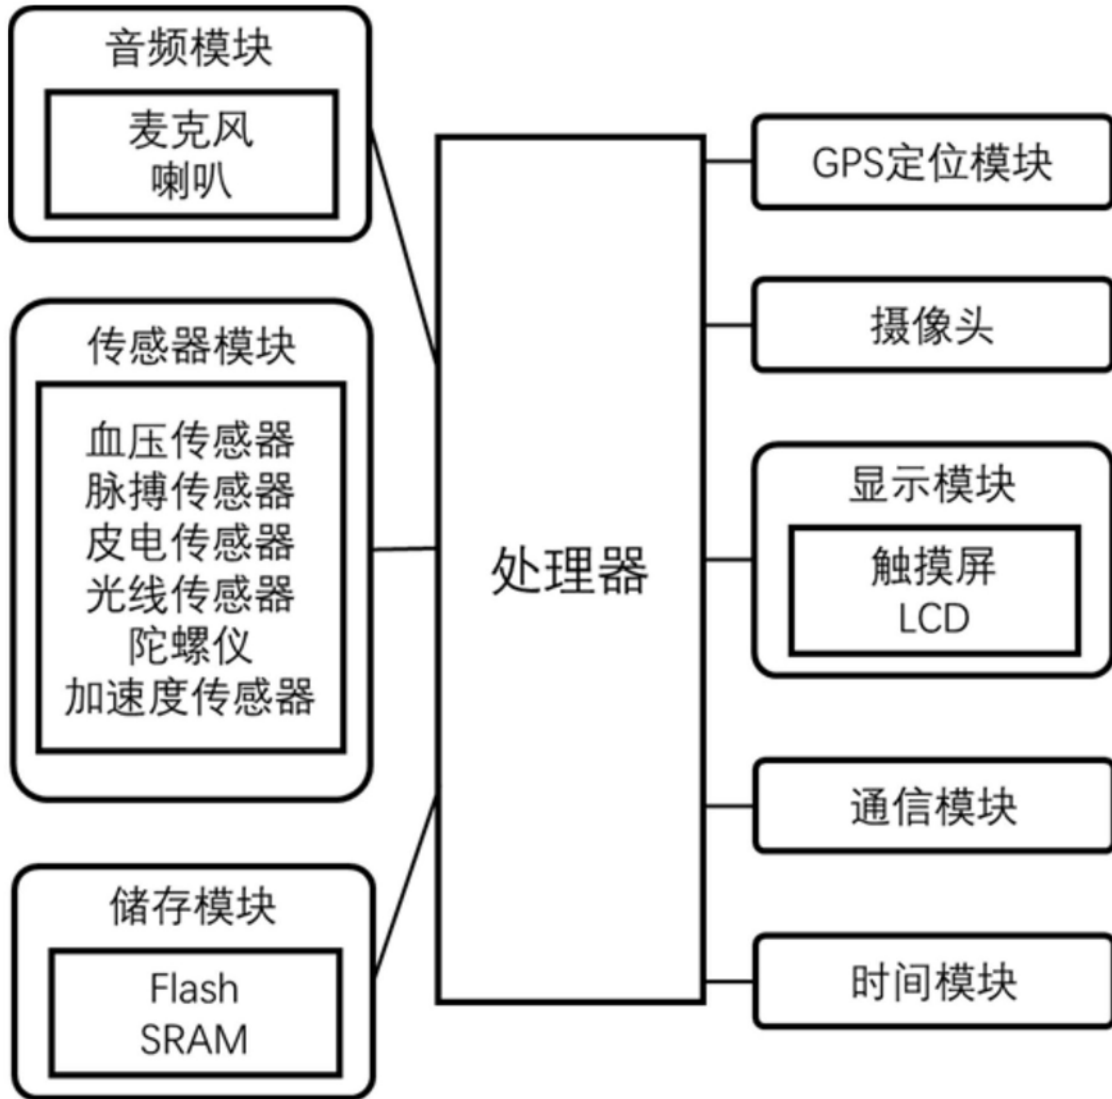 音频模块
麦克风
喇叭
传感器模块
血压传感器
脉搏传感器
皮电传感器
光线传感器
陀螺仪
加速度传感器
储存模块
Flash
SRAM
处理器
GPS定位模块
摄像头
显示模块
触摸屏
LCD
通信模块
时间模块